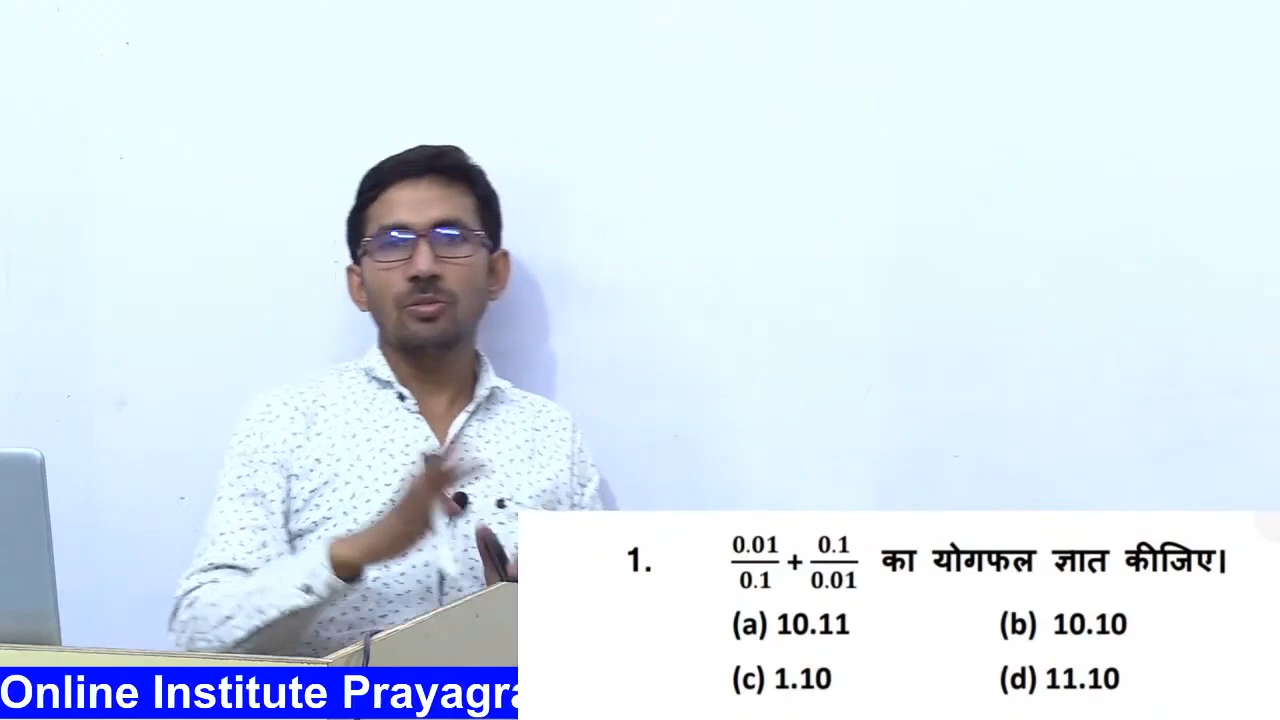 1. 0.01/0.1 + 0.1/0.01 का योगफल ज्ञात कीजिए।
(a) 10.11 (b) 10.10
(c) 1.10 (d) 11.10
Online Institute